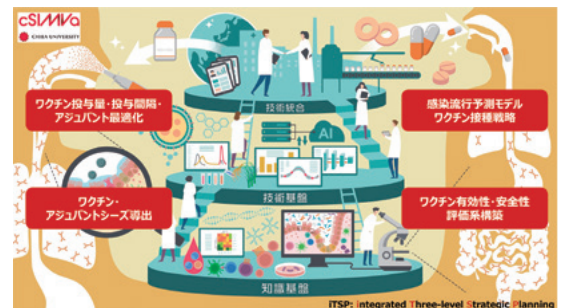 cSIMVa
CHIBA UNIVERSITY
技術統合
ワクチン投与量・投与間隔・
アジュバント最適化
感染流行予測モデル
ワクチン接種戦略
AI
技術基盤
ワクチン・
アジュバントシーズ導出
ワクチン有効性・安全性
評価系構築
知識基盤
iTSP: integrated Three-level Strategic Planning